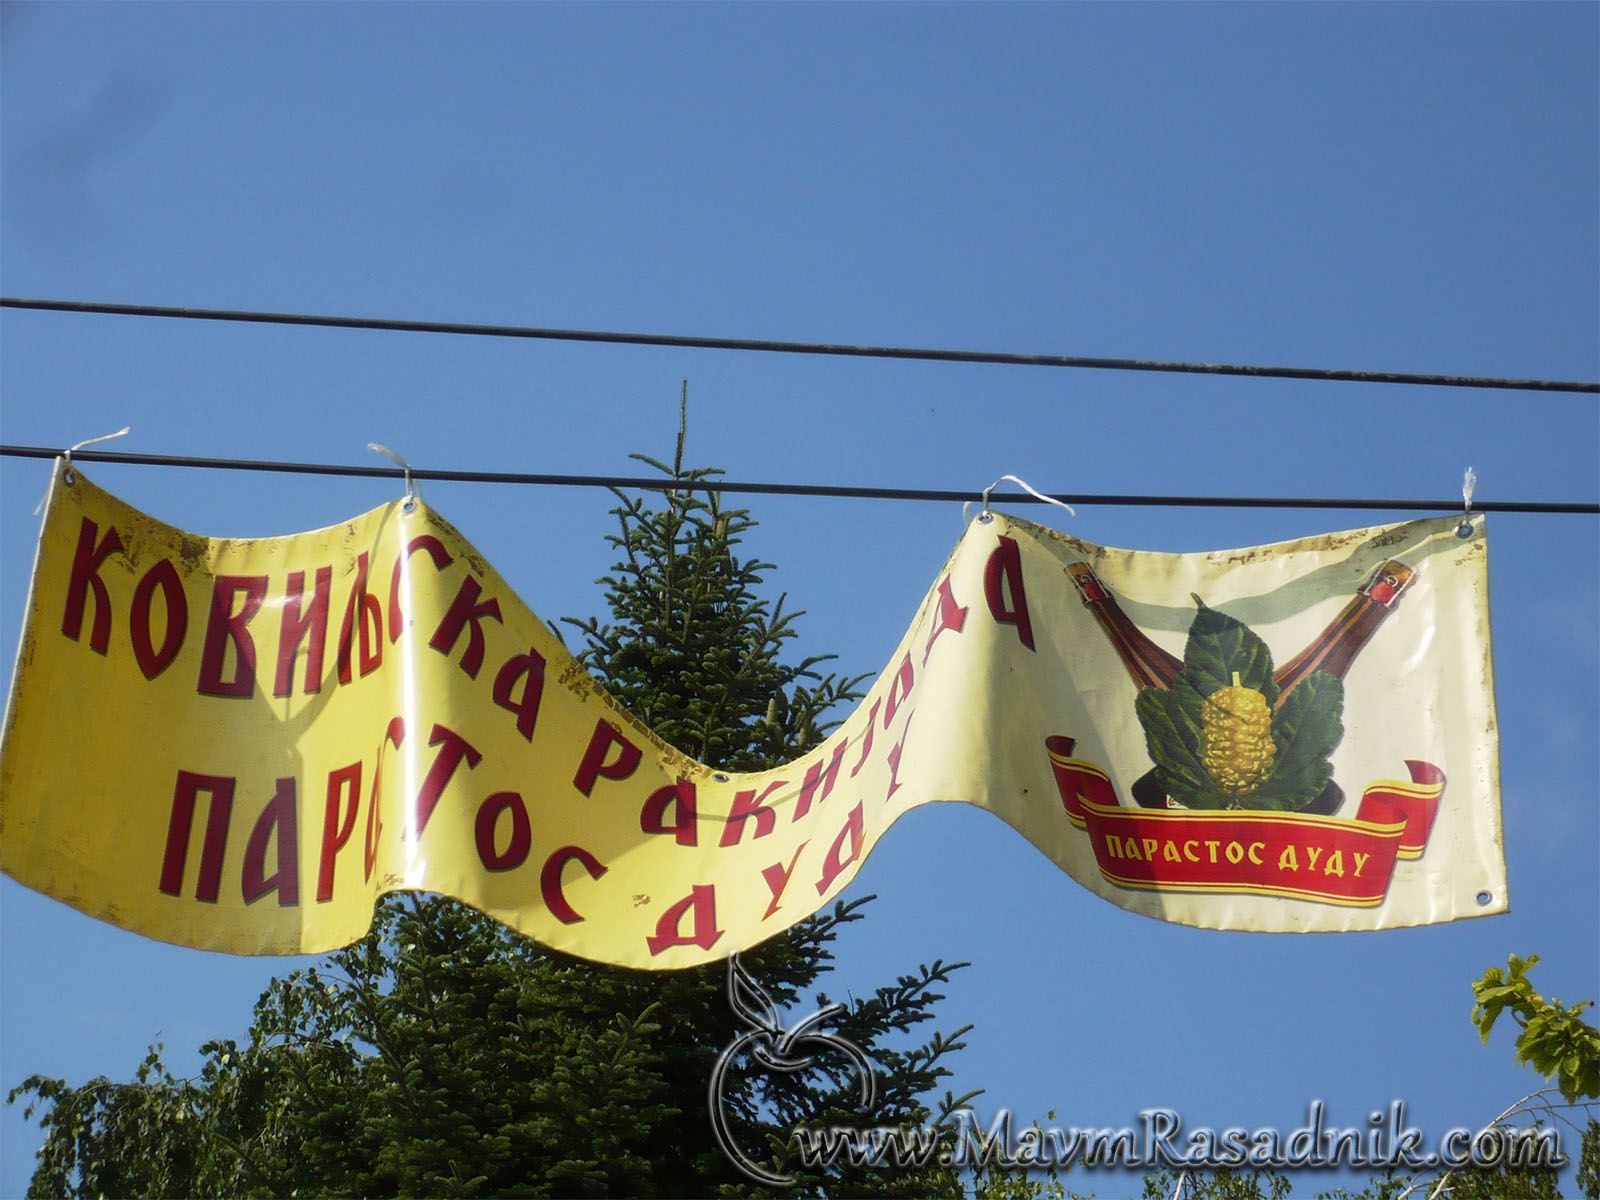 КОВИЉСКА РАКИЈАДА
ПАРАСТОС ДУДУ
ПАРАСТОС ДУДУ
www.MavmRasadnik.com